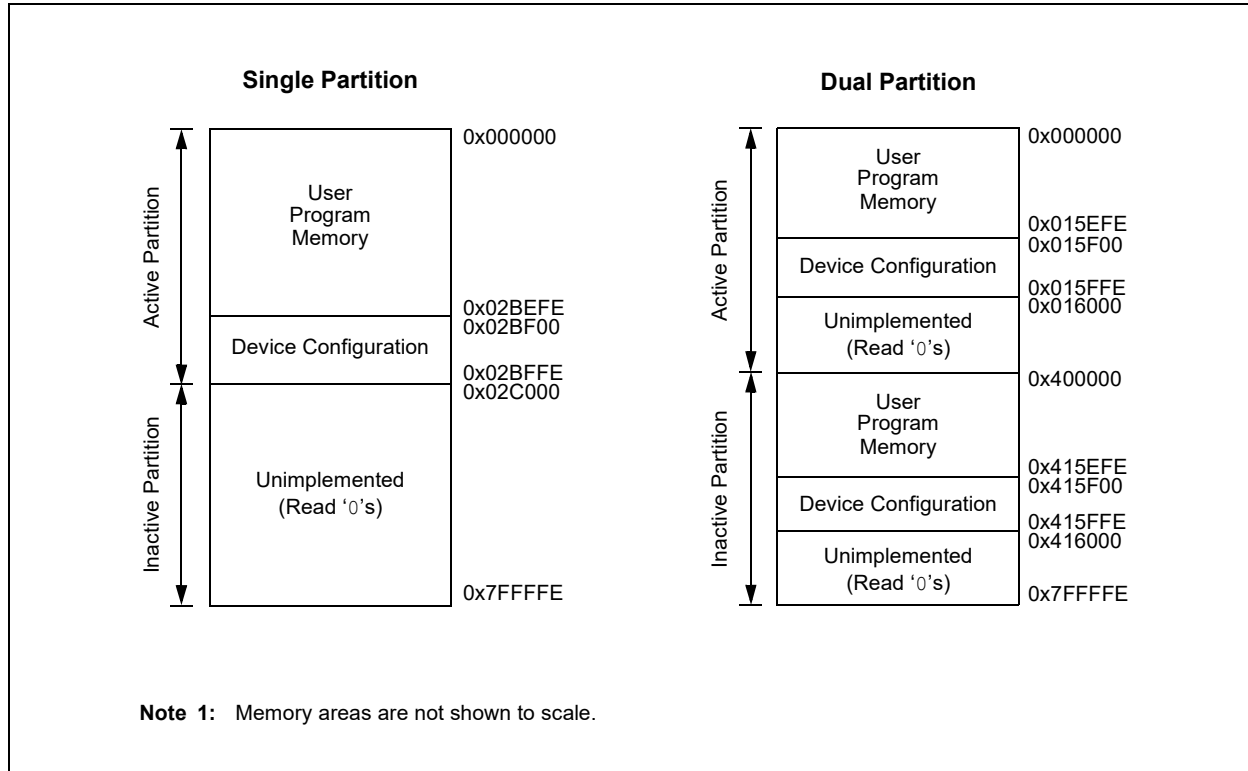 Single Partition
Active Partition
Inactive Partition
User
Program
Memory
Device Configuration
Unimplemented
(Read ‘0’s)
0x000000
0x02BEFE
0x02BF00
0x02BFFE
0x02C000
0x7FFFFE
Dual Partition
Active Partition
Inactive Partition
User
Program
Memory
Device Configuration
Unimplemented
(Read ‘0’s)
User
Program
Memory
Device Configuration
Unimplemented
(Read ‘0’s)
0x000000
0x015EFE
0x015F00
0x015FFE
0x016000
0x400000
0x415EFE
0x415F00
0x415FFE
0x416000
0x7FFFFE
Note 1: Memory areas are not shown to scale.